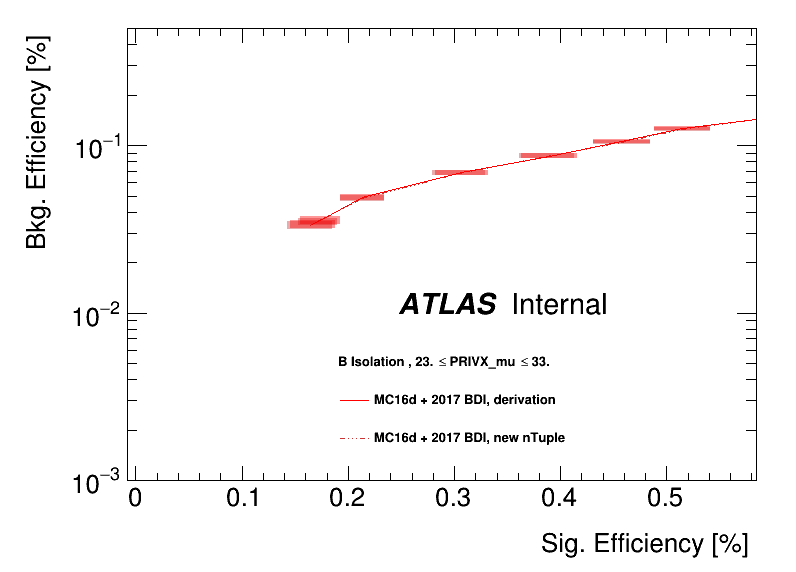 Bkg. Efficiency [%]
10⁻¹
10⁻²
10⁻³
ATLAS Internal
B Isolation , 23. ≤ PRIVX_mu ≤ 33.
MC16d + 2017 BDI, derivation
MC16d + 2017 BDI, new nTuple
0 0.1 0.2 0.3 0.4 0.5
Sig. Efficiency [%]